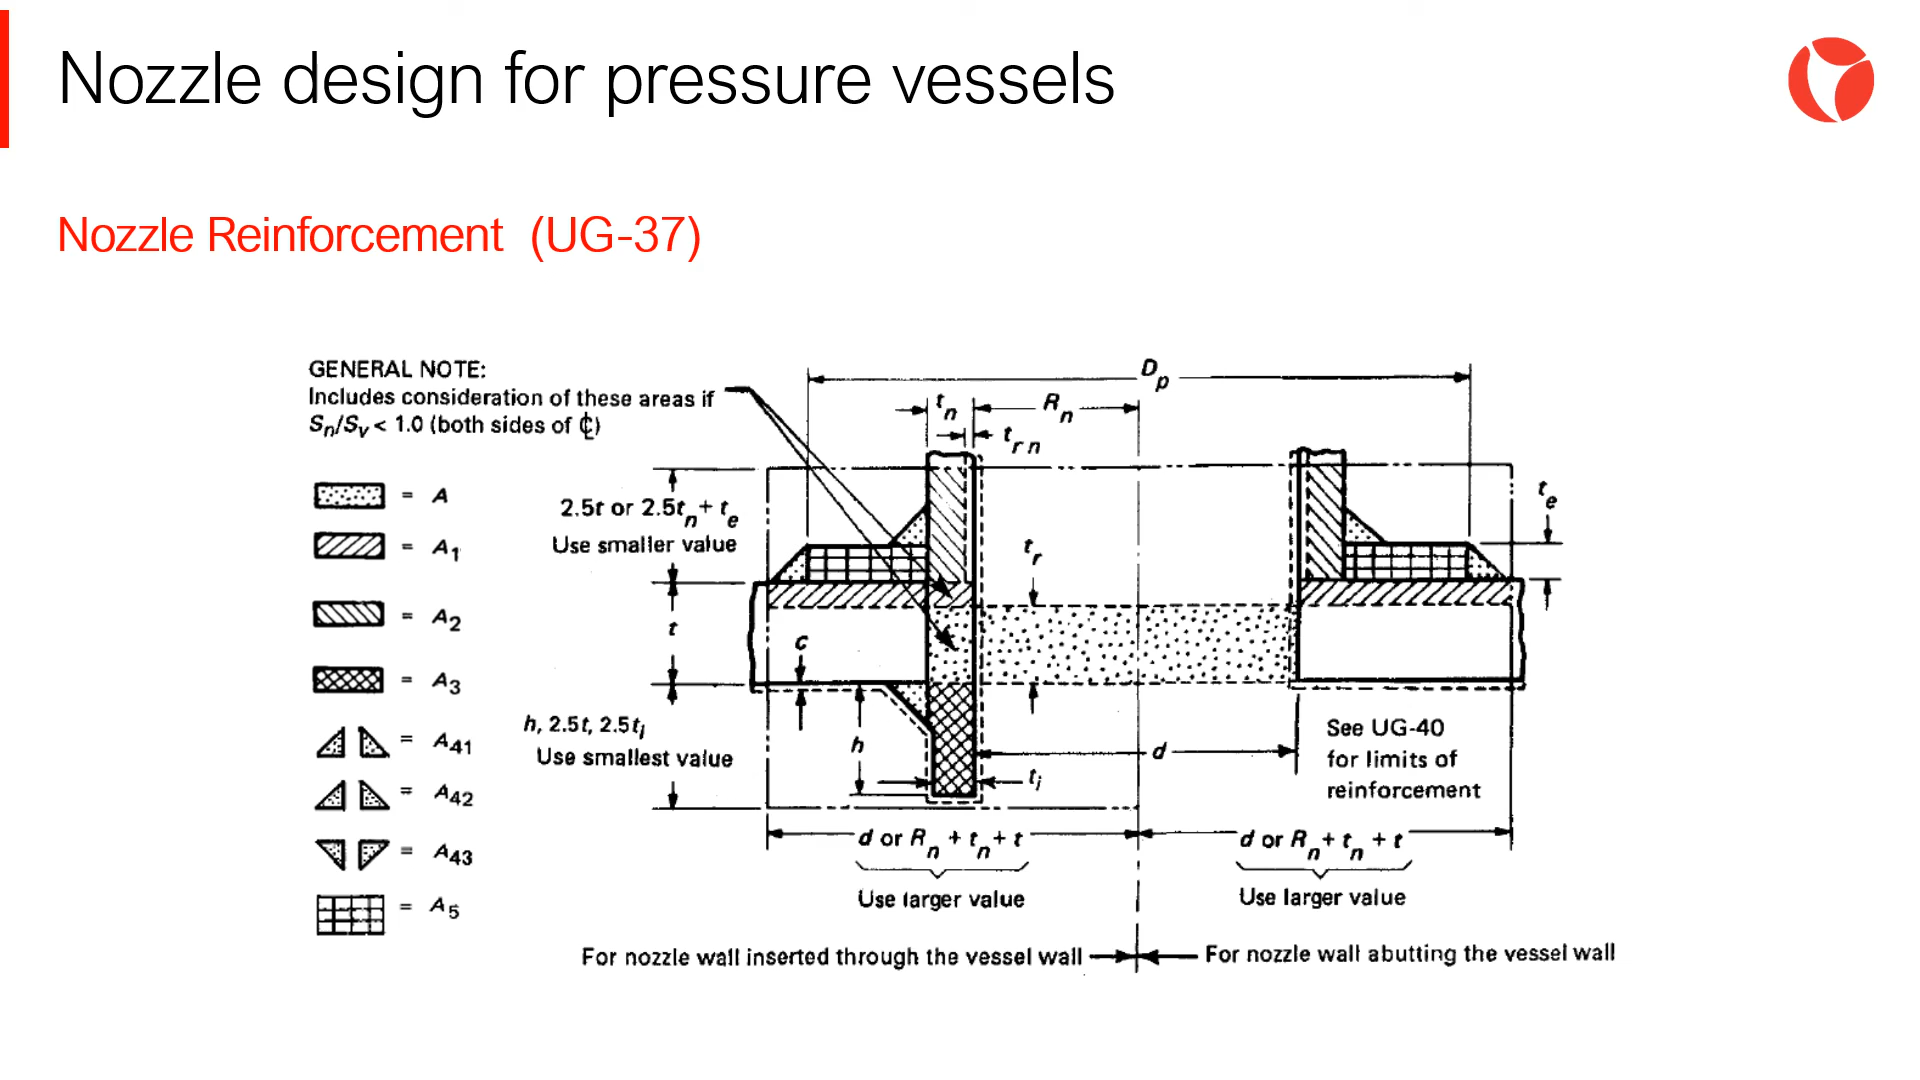 Nozzle design for pressure vessels
Nozzle Reinforcement (UG-37)
GENERAL NOTE:
Includes consideration of these areas if
Sn/Sv < 1.0 (both sides of ℄)
= A
= A1
= A2
= A3
= A41
= A42
= A43
= A5
Dp
tn
Rn
trn
2.5t or 2.5tn + te
Use smaller value
te
tr
t
c
h, 2.5t, 2.5ti
Use smallest value
h
d
ti
See UG-40
for limits of
reinforcement
d or Rn + tn + t
Use larger value
d or Rn + tn + t
Use larger value
For nozzle wall inserted through the vessel wall
For nozzle wall abutting the vessel wall